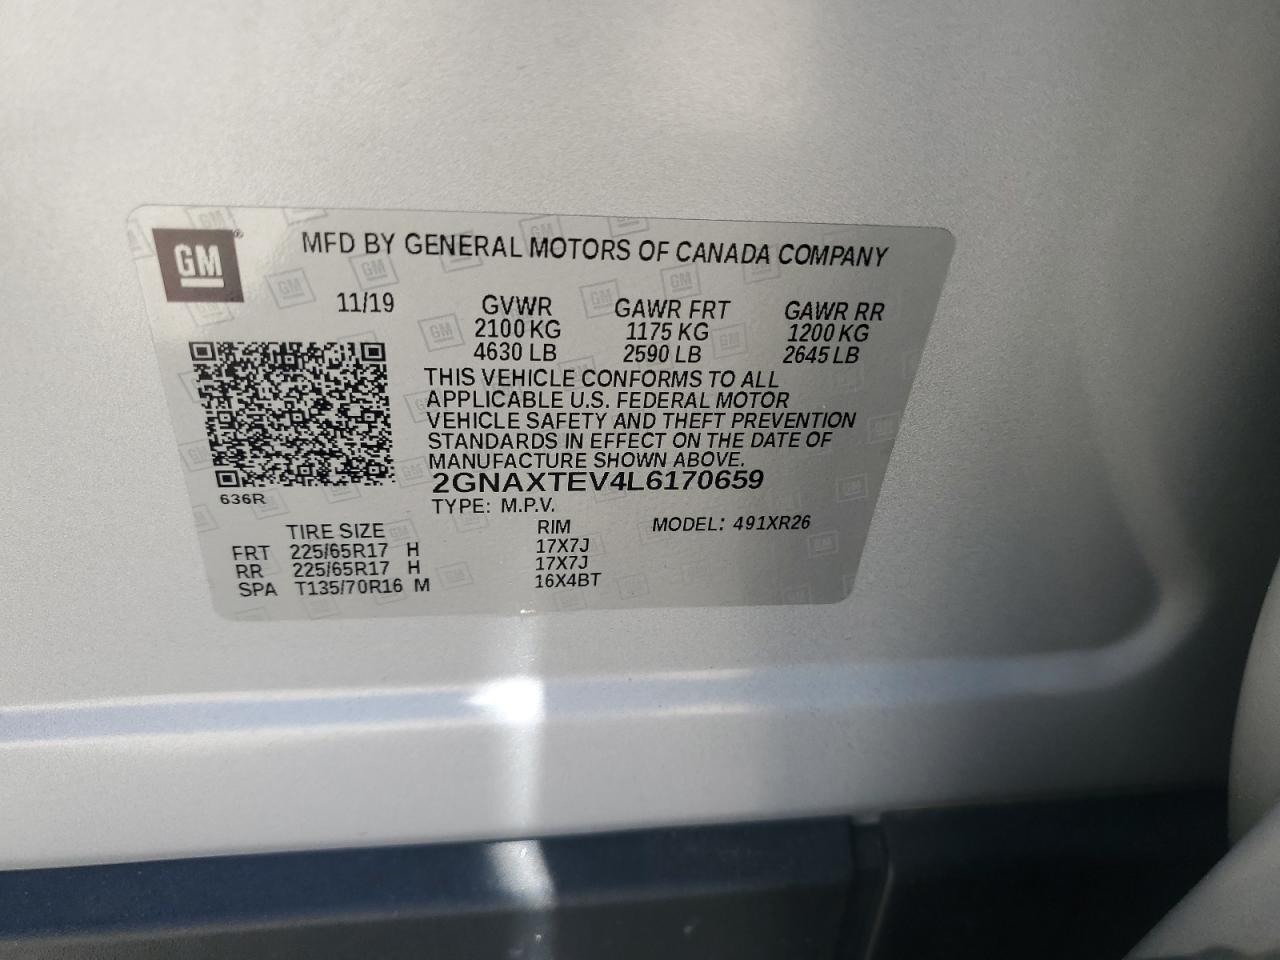 GM®
MFD BY GENERAL MOTORS OF CANADA COMPANY
11/19 GVWR GAWR FRT GAWR RR
2100 KG 1175 KG 1200 KG
4630 LB 2590 LB 2645 LB
THIS VEHICLE CONFORMS TO ALL
APPLICABLE U.S. FEDERAL MOTOR
VEHICLE SAFETY AND THEFT PREVENTION
STANDARDS IN EFFECT ON THE DATE OF
MANUFACTURE SHOWN ABOVE.
2GNAXTEV4L6170659
636R
TYPE: M.P.V.
TIRE SIZE RIM MODEL: 491XR26
FRT 225/65R17 H 17X7J
RR 225/65R17 H 17X7J
SPA T135/70R16 M 16X4BT